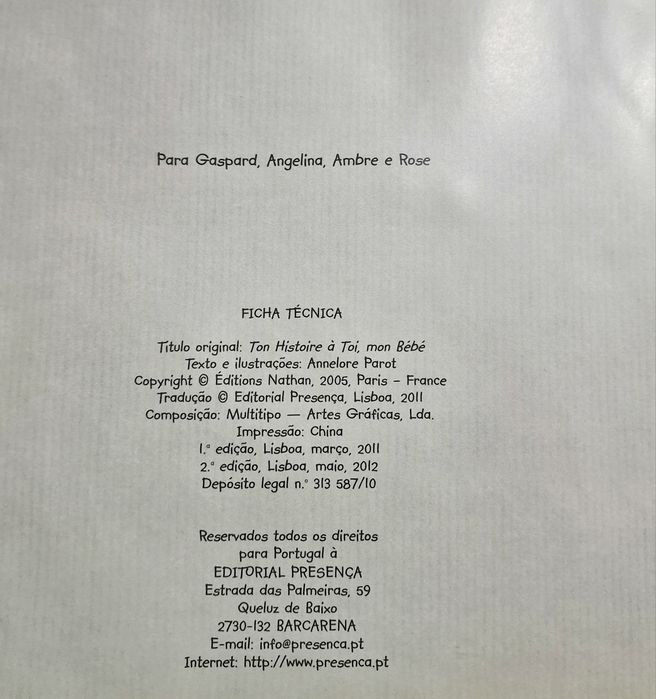 Para Gaspard, Angelina, Ambre e Rose
FICHA TÉCNICA
Título original: Ton Histoire à Toi, mon Bébé
Texto e ilustrações: Annelore Parot
Copyright © Éditions Nathan, 2005, Paris – France
Tradução © Editorial Presença, Lisboa, 2011
Composição: Multitipo — Artes Gráficas, Lda.
Impressão: China
1.ª edição, Lisboa, março, 2011
2.ª edição, Lisboa, maio, 2012
Depósito legal n.º 313 587/10
Reservados todos os direitos
para Portugal à
EDITORIAL PRESENÇA
Estrada das Palmeiras, 59
Queluz de Baixo
2730-132 BARCARENA
E-mail: info@presenca.pt
Internet: http://www.presenca.pt